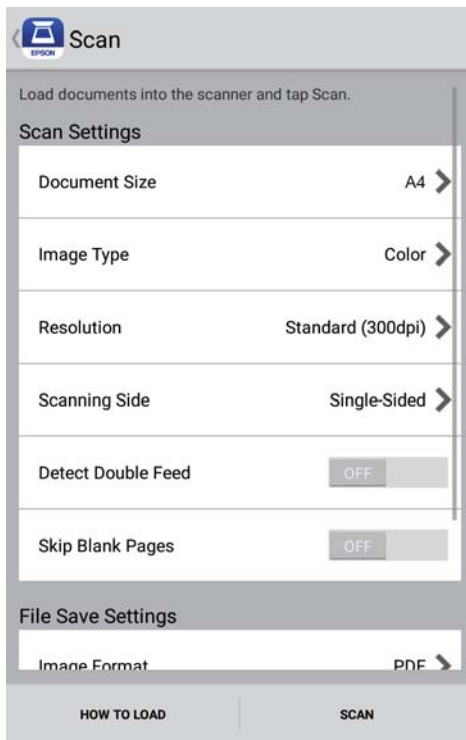 EPSON
Scan
Load documents into the scanner and tap Scan.
Scan Settings
Document Size A4
Image Type Color
Resolution Standard (300dpi)
Scanning Side Single-Sided
Detect Double Feed OFF
Skip Blank Pages OFF
File Save Settings
Image Format PDF
HOW TO LOAD SCAN